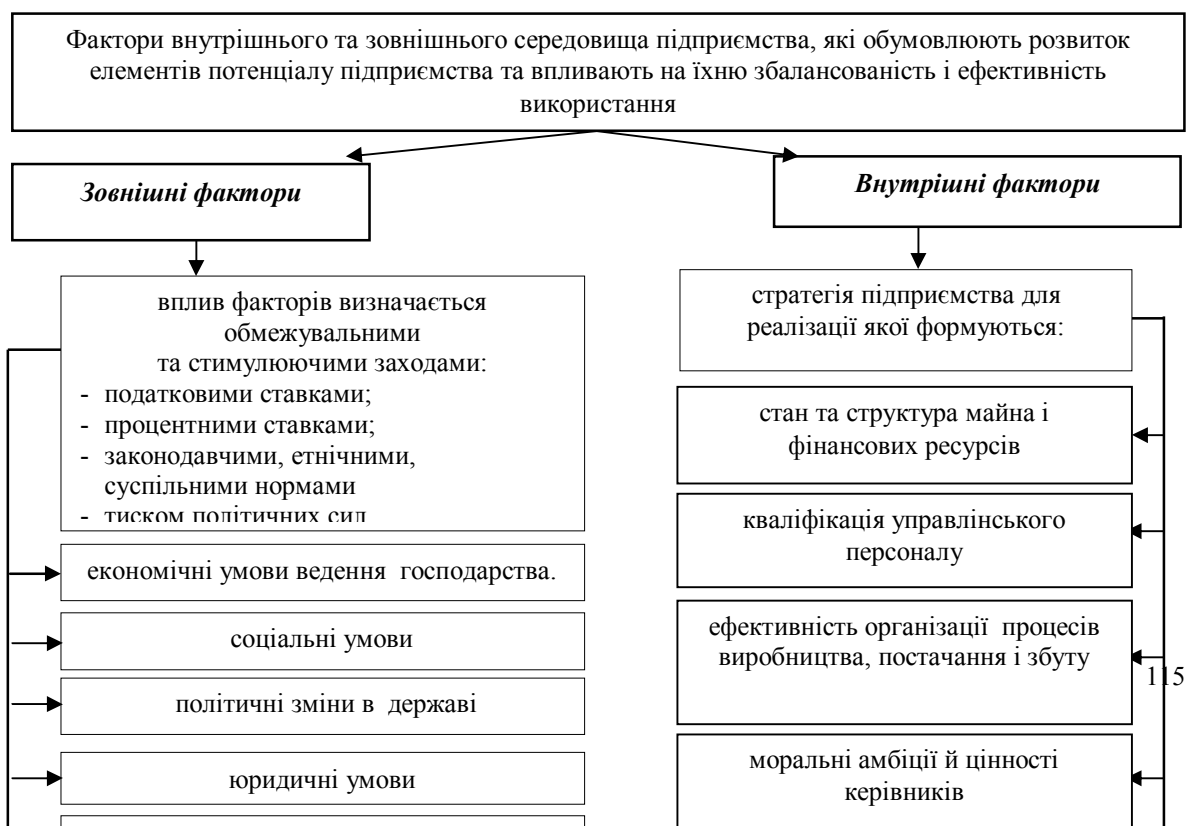 Фактори внутрішнього та зовнішнього середовища підприємства, які обумовлюють розвиток
елементів потенціалу підприємства та впливають на їхню збалансованість і ефективність
використання
Зовнішні фактори
Внутрішні фактори
вплив факторів визначається
обмежувальними
та стимулюючими заходами:
- податковими ставками;
- процентними ставками;
- законодавчими, етнічними,
суспільними нормами
- тиском політичних сил
економічні умови ведення господарства.
соціальні умови
політичні зміни в державі
юридичні умови
стратегія підприємства для
реалізації якої формуються:
стан та структура майна і
фінансових ресурсів
кваліфікація управлінського
персоналу
ефективність організації процесів
виробництва, постачання і збуту
115
моральні амбіції й цінності
керівників